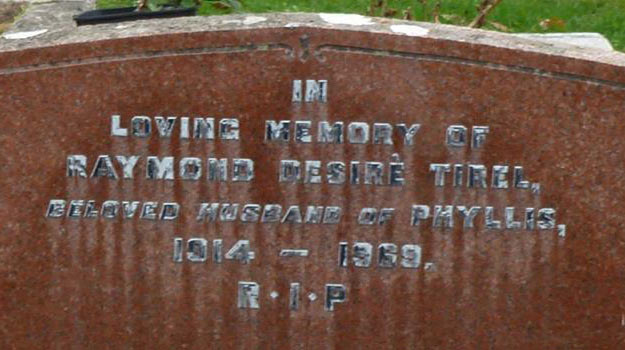 IN
LOVING MEMORY OF
RAYMOND DESIRÉ TIREL,
BELOVED HUSBAND OF PHYLLIS,
1914 – 1969.
R·I·P